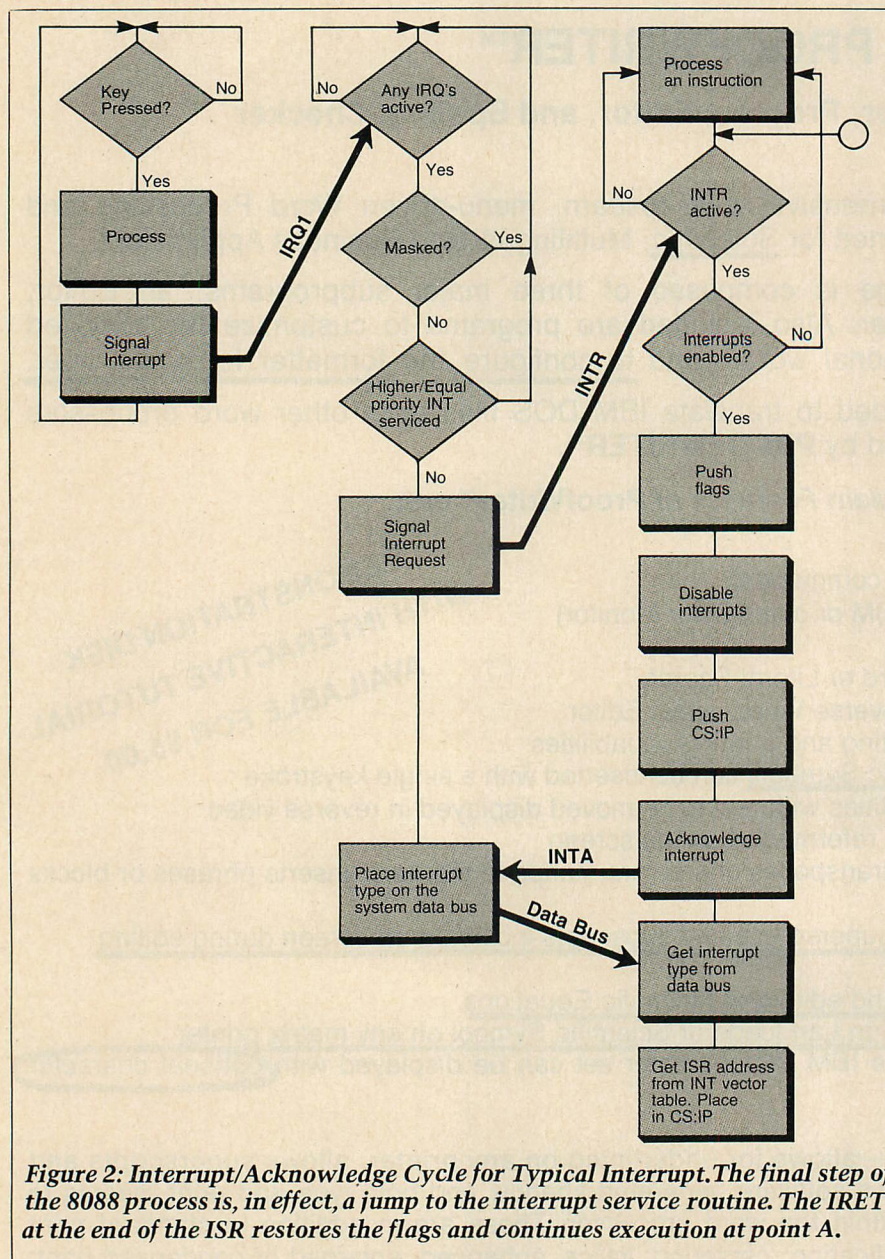 Key
Pressed?
No
Yes
Process
Signal
Interrupt
IRQ1
Any IRQ's
active?
No
Yes
Masked?
Yes
No
Higher/Equal
priority INT
serviced
No
Signal
Interrupt
Request
INTR
Place interrupt
type on the
system data bus
Process
an instruction
INTR
active?
No
Yes
Interrupts
enabled?
No
Yes
Push
flags
Disable
interrupts
Push
CS:IP
Acknowledge
interrupt
INTA
Data Bus
Get interrupt
type from
data bus
Get ISR address
from INT vector
table. Place
in CS:IP
Figure 2: Interrupt/Acknowledge Cycle for Typical Interrupt. The final step of
the 8088 process is, in effect, a jump to the interrupt service routine. The IRET
at the end of the ISR restores the flags and continues execution at point A.